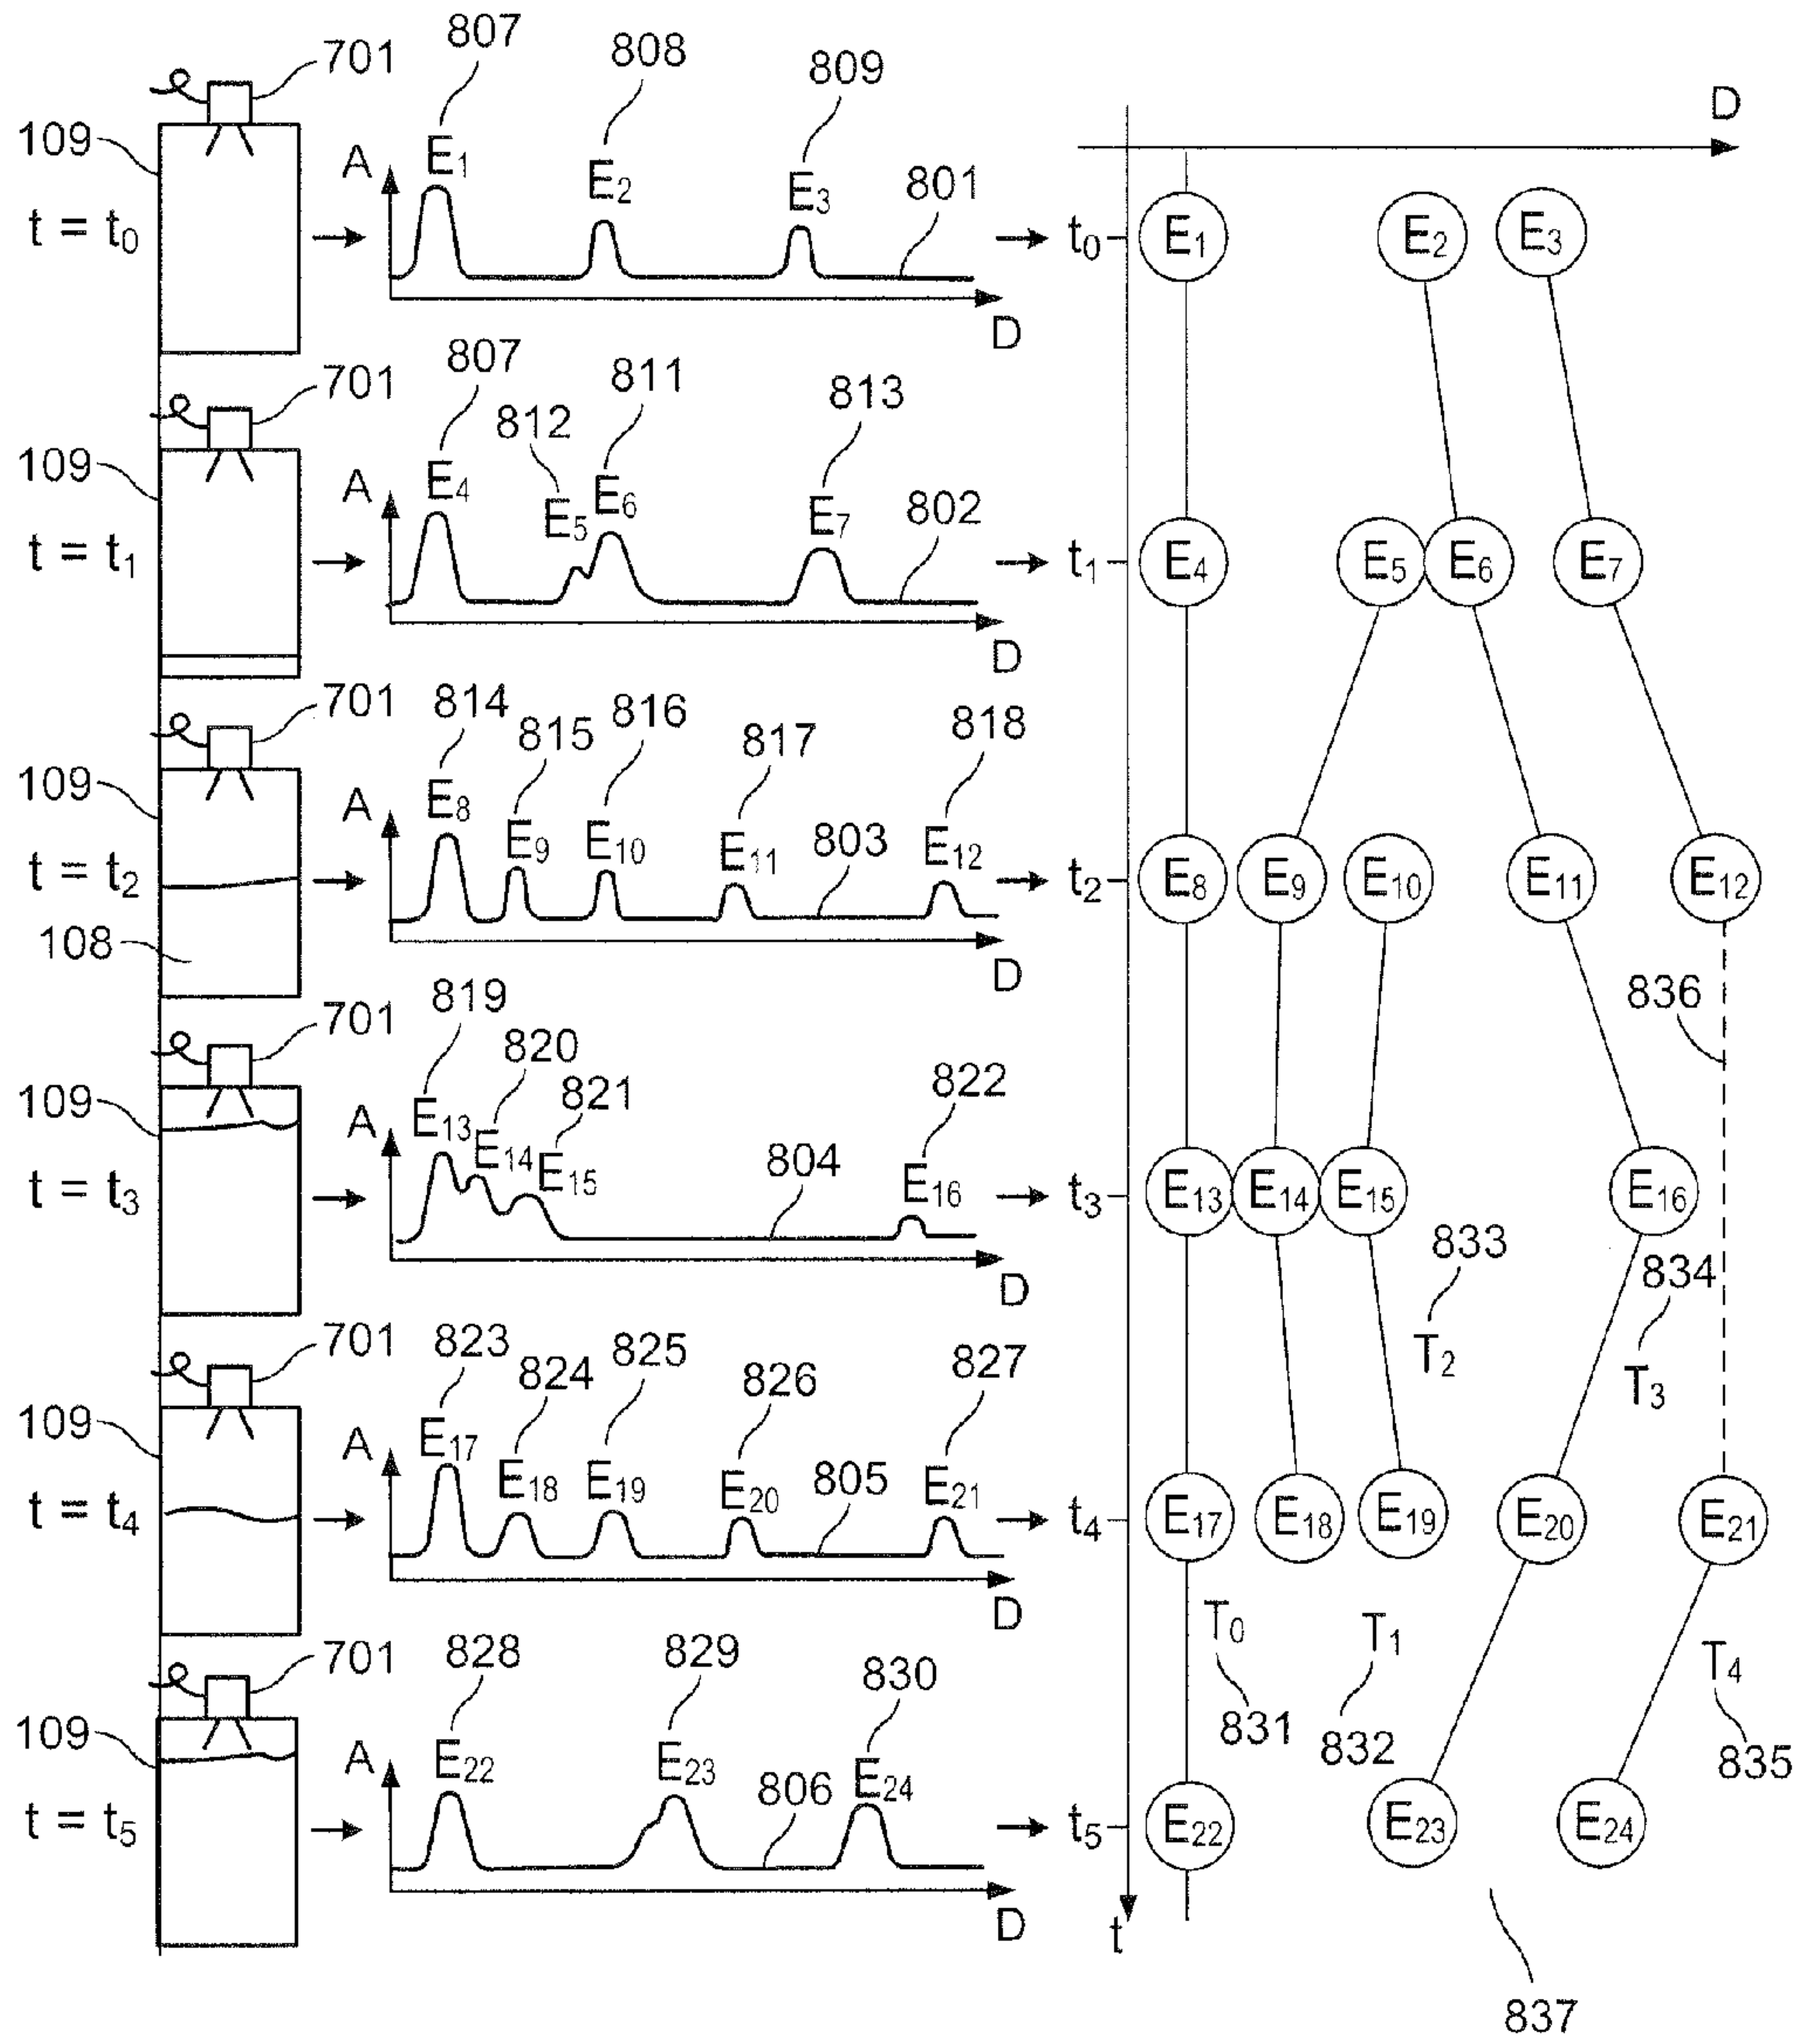 807
808
809
701
109
A
E1
E2
E3
801
t = t0
D
D
t0
E1
E2
E3
807
811
813
812
701
109
A
E4
E5
E6
E7
802
t = t1
D
t1
E4
E5
E6
E7
814
815
816
817
818
701
109
A
E8
E9
E10
E11
803
E12
t = t2
108
D
t2
E8
E9
E10
E11
E12
836
819
820
821
822
701
109
A
E13
E14
E15
804
E16
t = t3
D
t3
E13
E14
E15
E16
833
T2
834
T3
823
824
825
826
827
701
109
A
E17
E18
E19
E20
805
E21
t = t4
D
t4
E17
E18
E19
E20
E21
T0
831
T1
832
T4
835
828
829
830
701
109
A
E22
E23
806
E24
t = t5
D
t5
E22
E23
E24
t
837